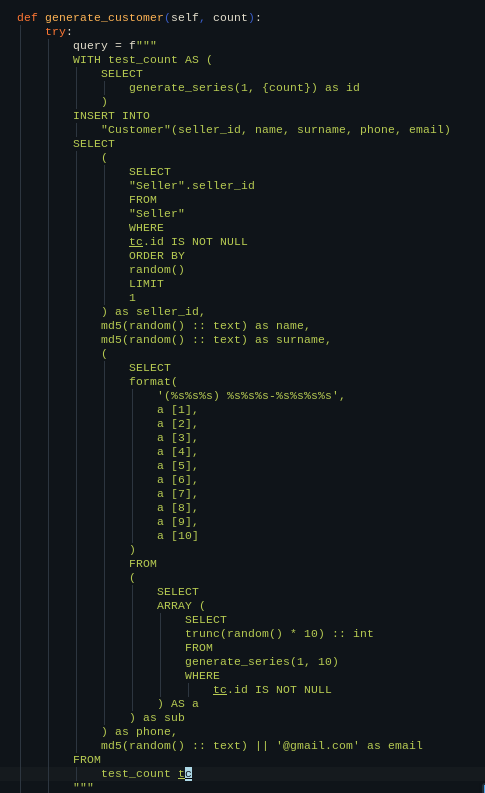 def generate_customer(self, count):
try:
query = f"""
WITH test_count AS (
SELECT
generate_series(1, {count}) as id
)
INSERT INTO
"Customer"(seller_id, name, surname, phone, email)
SELECT
(
SELECT
"Seller".seller_id
FROM
"Seller"
WHERE
tc.id IS NOT NULL
ORDER BY
random()
LIMIT
1
) as seller_id,
md5(random() :: text) as name,
md5(random() :: text) as surname,
(
SELECT
format(
'(%s%s%s) %s%s%s-%s%s%s%s',
a [1],
a [2],
a [3],
a [4],
a [5],
a [6],
a [7],
a [8],
a [9],
a [10]
)
FROM
(
SELECT
ARRAY (
SELECT
trunc(random() * 10) :: int
FROM
generate_series(1, 10)
WHERE
tc.id IS NOT NULL
) AS a
) as sub
) as phone,
md5(random() :: text) || '@gmail.com' as email
FROM
test_count tc
"""